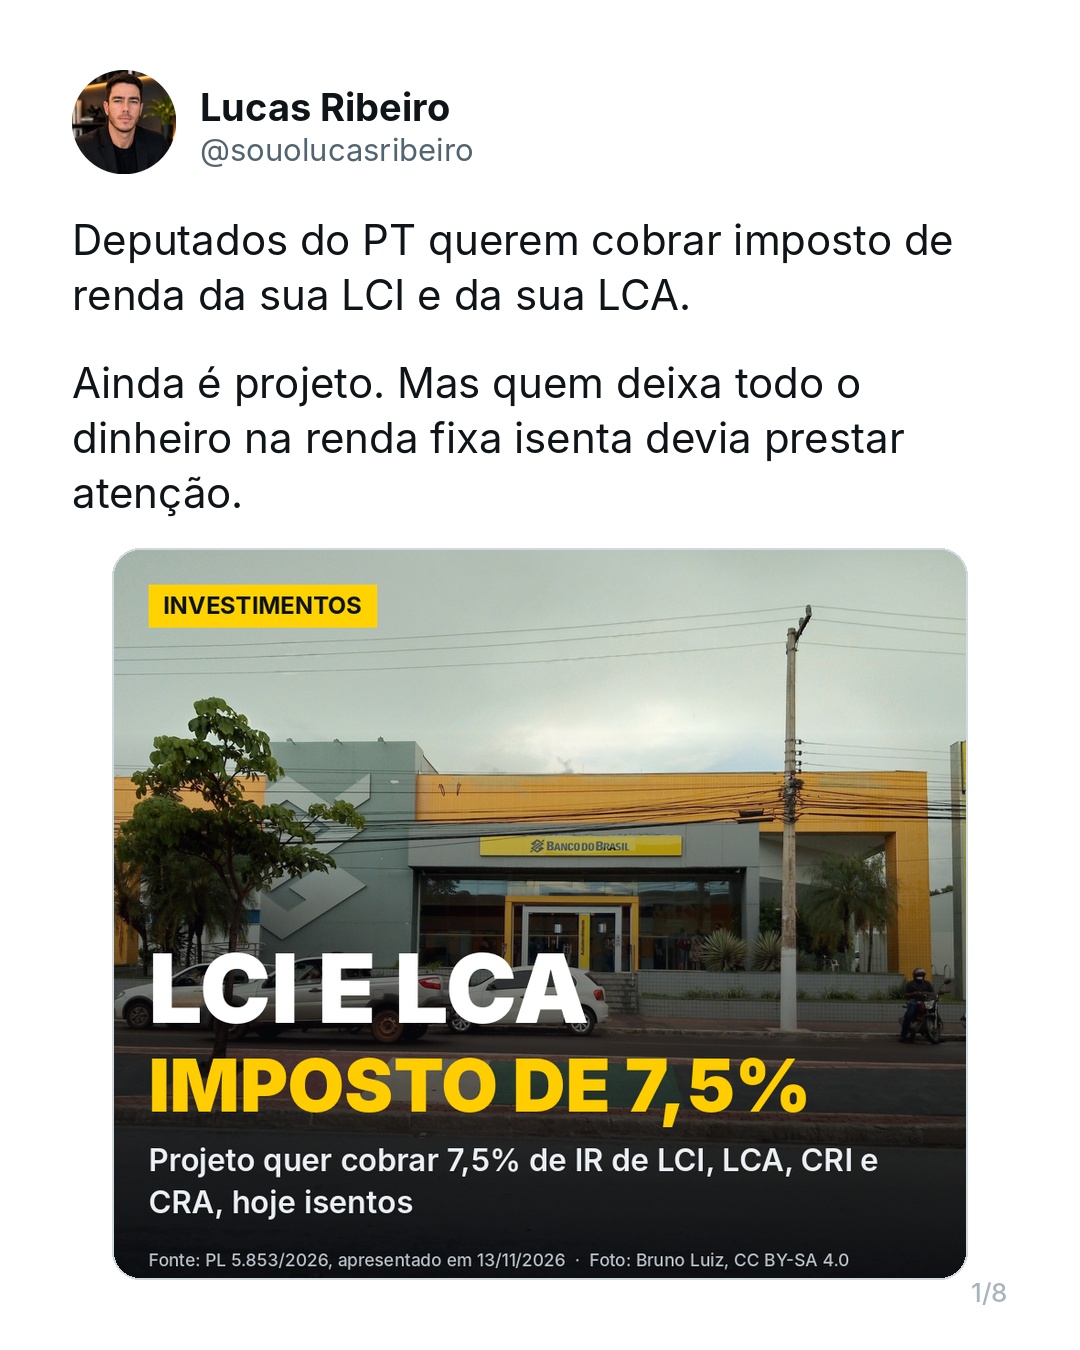 Lucas Ribeiro
@souolucasribeiro
Deputados do PT querem cobrar imposto de
renda da sua LCI e da sua LCA.
Ainda é projeto. Mas quem deixa todo o
dinheiro na renda fixa isenta devia prestar
atenção.
INVESTIMENTOS
BANCO DO BRASIL
LCI E LCA
IMPOSTO DE 7,5%
Projeto quer cobrar 7,5% de IR de LCI, LCA, CRI e
CRA, hoje isentos
Fonte: PL 5.853/2026, apresentado em 13/11/2026 · Foto: Bruno Luiz, CC BY-SA 4.0
1/8